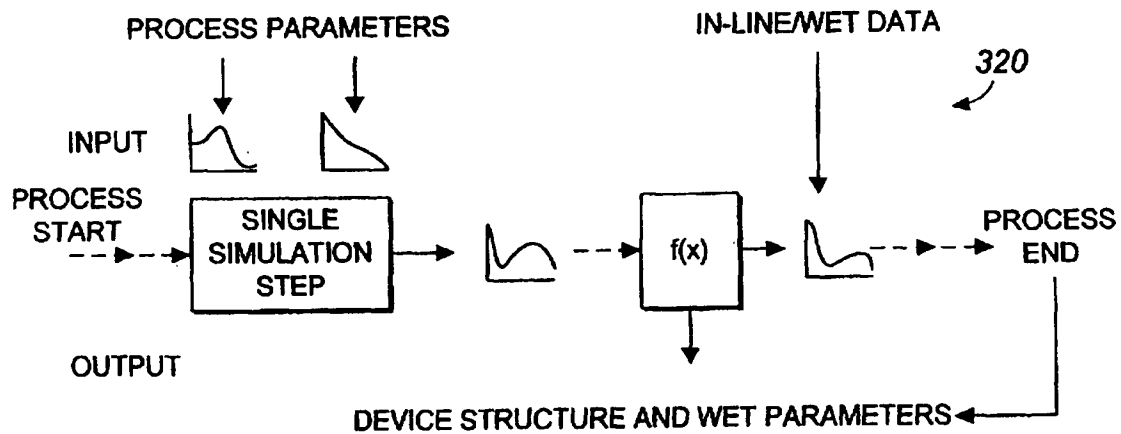 PROCESS PARAMETERS
IN-LINE/WET DATA
320
INPUT
PROCESS
START
SINGLE
SIMULATION
STEP
f(x)
PROCESS
END
OUTPUT
DEVICE STRUCTURE AND WET PARAMETERS